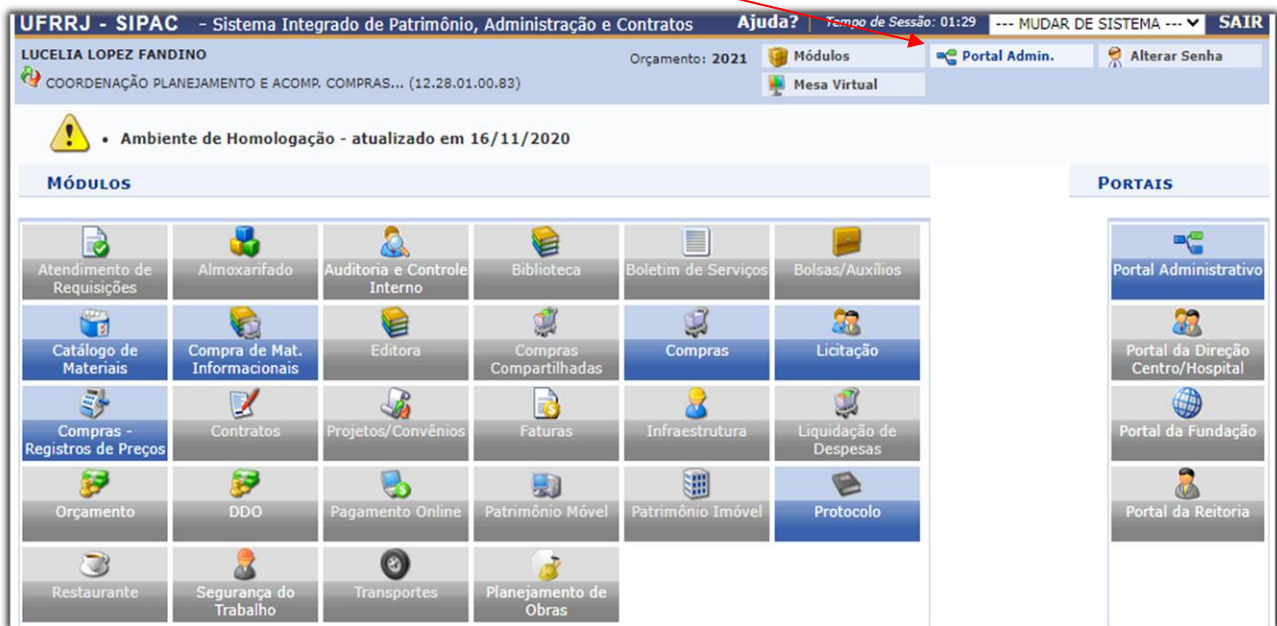 UFRRJ - SIPAC - Sistema Integrado de Patrimônio, Administração e Contratos Ajuda? | Tempo de Sessão: 01:29 --- MUDAR DE SISTEMA --- SAIR
LUCELIA LOPEZ FANDINO Orçamento: 2021 Módulos Portal Admin. Alterar Senha
COORDENAÇÃO PLANEJAMENTO E ACOMP. COMPRAS... (12.28.01.00.83) Mesa Virtual
• Ambiente de Homologação - atualizado em 16/11/2020
MÓDULOS PORTAIS
Atendimento de Requisições Almoxarifado Auditoria e Controle Interno Biblioteca Boletim de Serviços Bolsas/Auxílios Portal Administrativo
Catálogo de Materiais Compra de Mat. Informacionais Editora Compras Compartilhadas Compras Licitação Portal da Direção Centro/Hospital
Compras - Registros de Preços Contratos Projetos/Convênios Faturas Infraestrutura Liquidação de Despesas Portal da Fundação
Orçamento DDO Pagamento Online Patrimônio Móvel Patrimônio Imóvel Protocolo Portal da Reitoria
Restaurante Segurança do Trabalho Transportes Planejamento de Obras